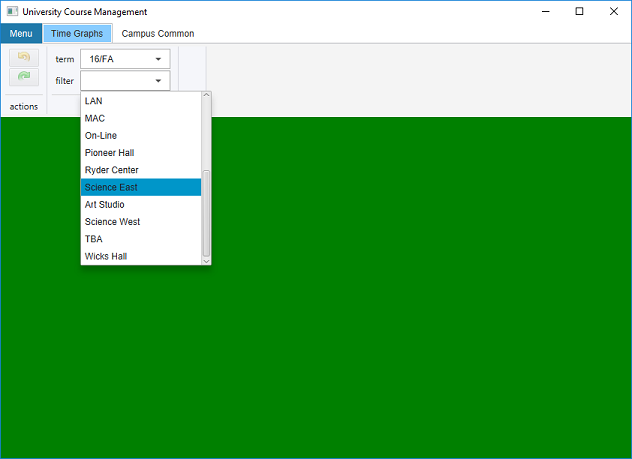 University Course Management
Menu Time Graphs Campus Common
term 16/FA
filter
actions
LAN
MAC
On-Line
Pioneer Hall
Ryder Center
Science East
Art Studio
Science West
TBA
Wicks Hall